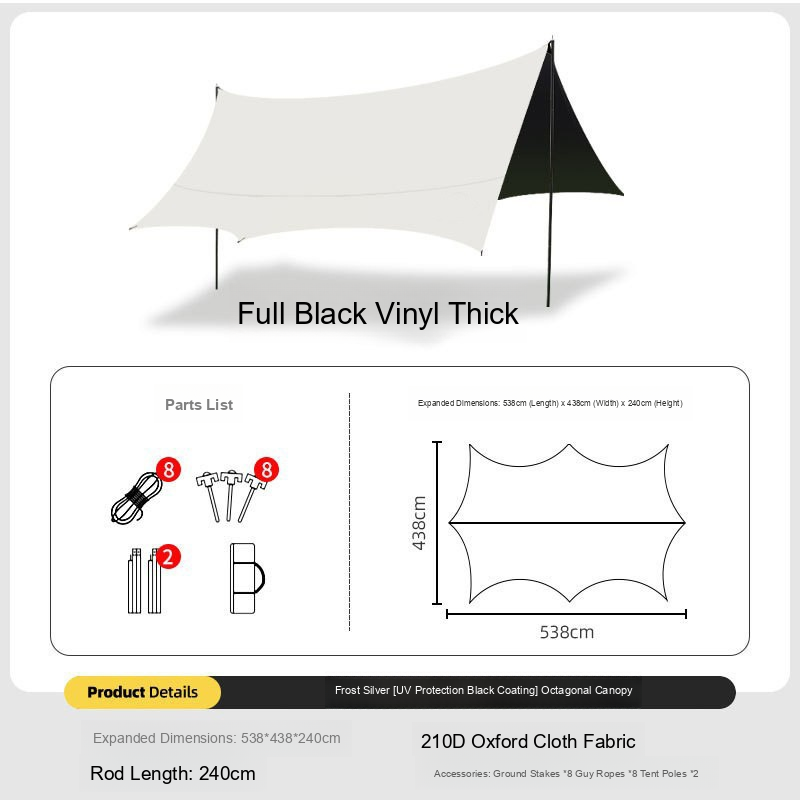 Full Black Vinyl Thick
Parts List
Expanded Dimensions: 538cm (Length) x 438cm (Width) x 240cm (Height)
8
8
2
438cm
538cm
Product Details
Frost Silver [UV Protection Black Coating] Octagonal Canopy
Expanded Dimensions: 538*438*240cm
210D Oxford Cloth Fabric
Rod Length: 240cm
Accessories: Ground Stakes *8 Guy Ropes *8 Tent Poles *2